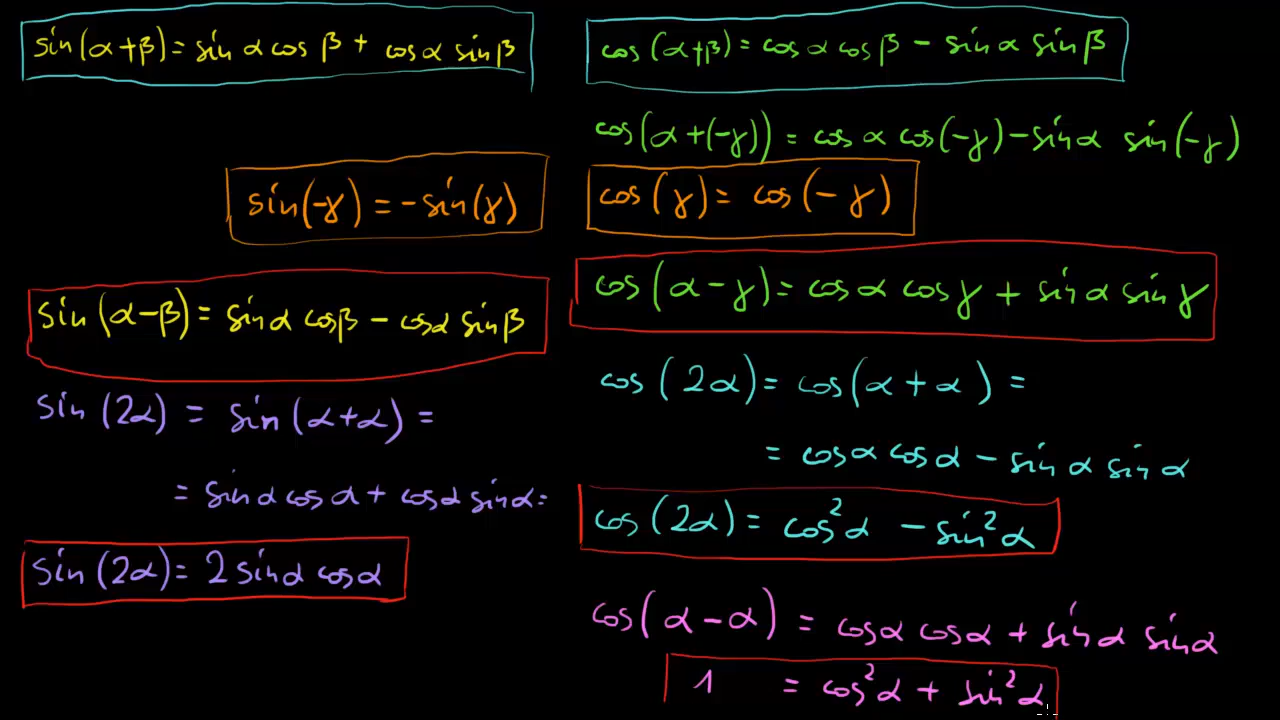 sin(α+β)= sin α cos β + cos α sin β
sin(-γ) = -sin(γ)
sin(α-β) = sin α cos β - cos α sin β
sin(2α) = sin(α+α) =
= sin α cos α + cos α sin α =
sin(2α) = 2 sin α cos α
cos(α+β) = cos α cos β - sin α sin β
cos(α+(-γ)) = cos α cos(-γ) - sin α sin(-γ)
cos(γ) = cos(-γ)
cos(α-γ) = cos α cos γ + sin α sin γ
cos(2α) = cos(α+α) =
= cos α cos α - sin α sin α
cos(2α) = cos²α - sin²α
cos(α-α) = cos α cos α + sin α sin α
1 = cos²α + sin²α